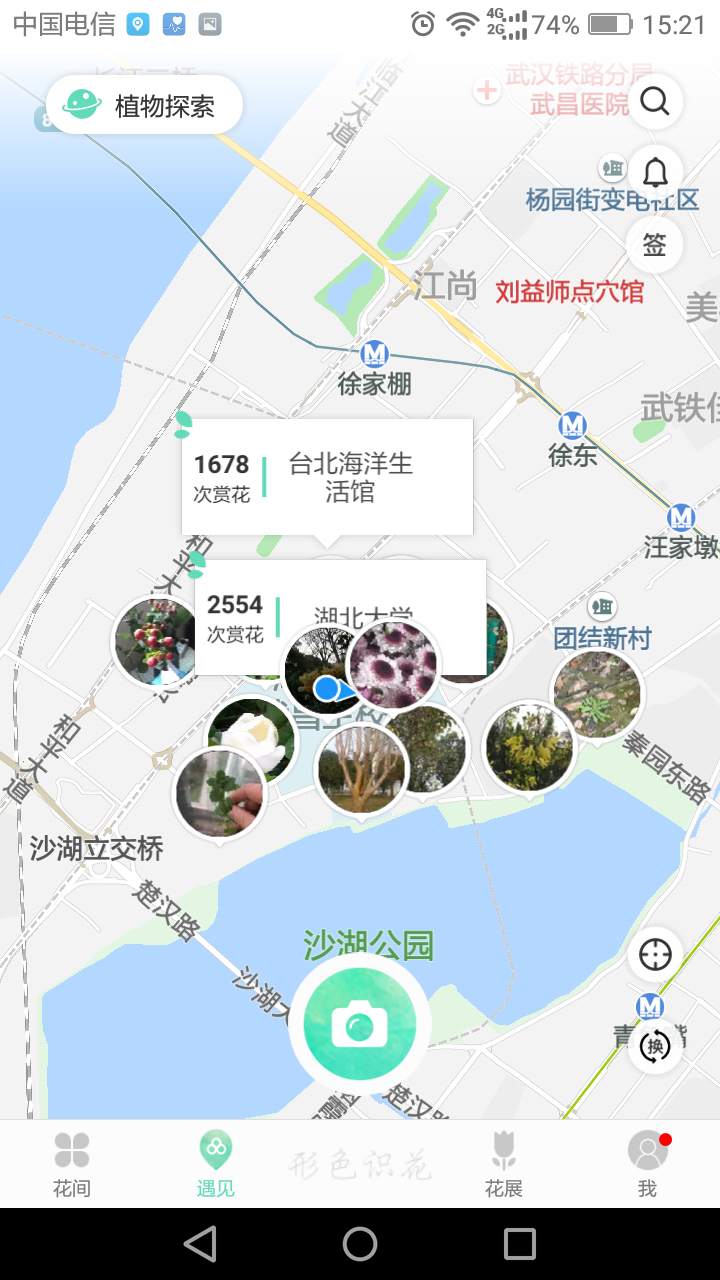 中国电信
4G
2G
74%
15:21
植物探索
武汉铁路分局
武昌医院
临江大道
杨园街变电社区
签
江尚
刘益师点穴馆
美
徐家棚
武铁佳
徐东
汪家墩
1678
次赏花
台北海洋生
活馆
和平大
2554
次赏花
湖北大学
团结新村
和平大道
秦园东路
沙湖立交桥
楚汉路
沙湖大
沙湖公园
青
嘴
换
楚汉路
花间
遇见
形色识花
花展
我